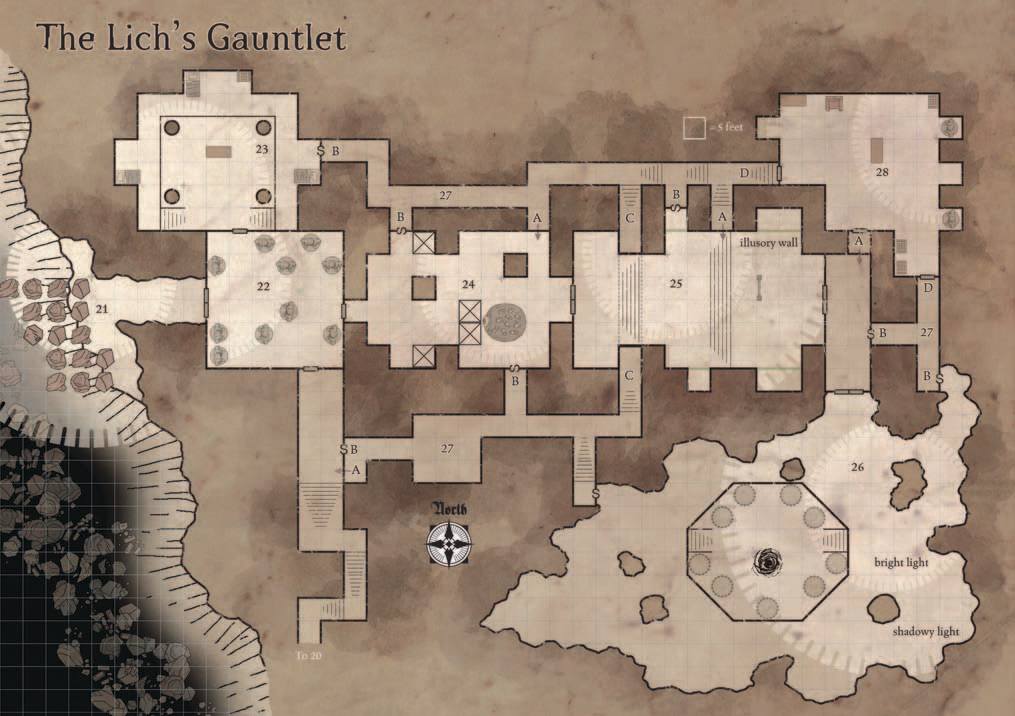 The Lich's Gauntlet
= 5 feet
23
S B
27
B
S
A
C
B
S
A
D
28
illusory wall
A
21
22
24
25
D
S B
27
B S
B
S
C
S B
A
27
S
26
North
bright light
shadowy light
To 20